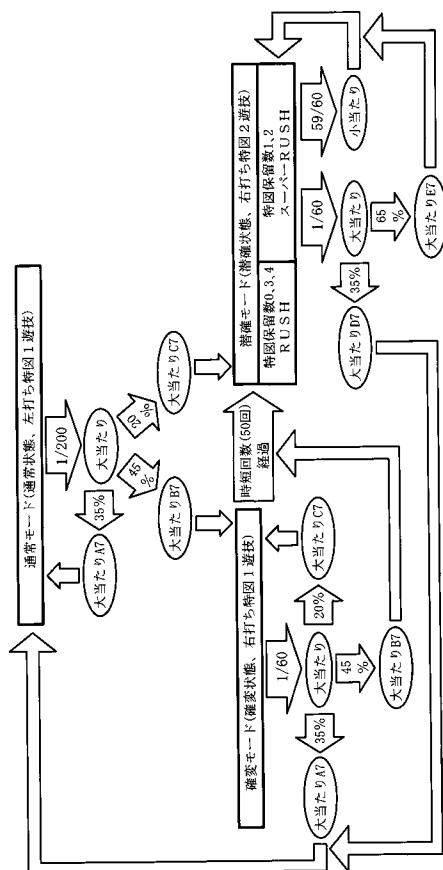 通常モード(通常状態、左打ち特図1遊技)
1/200
大当たり
35%
45
%
20
%
大当たりA7
大当たりB7
大当たりC7
確変モード(確変状態、右打ち特図1遊技)
1/60
大当たり
35%
45
%
20%
大当たりA7
大当たりB7
大当たりC7
時短回数(50回)
経過
潜確モード(潜確状態、右打ち特図2遊技)
特図保留数0、3、4
RUSH
特図保留数1、2
スーパーRUSH
1/60
59/60
大当たり
小当たり
35%
65
%
大当たりD7
大当たりE7